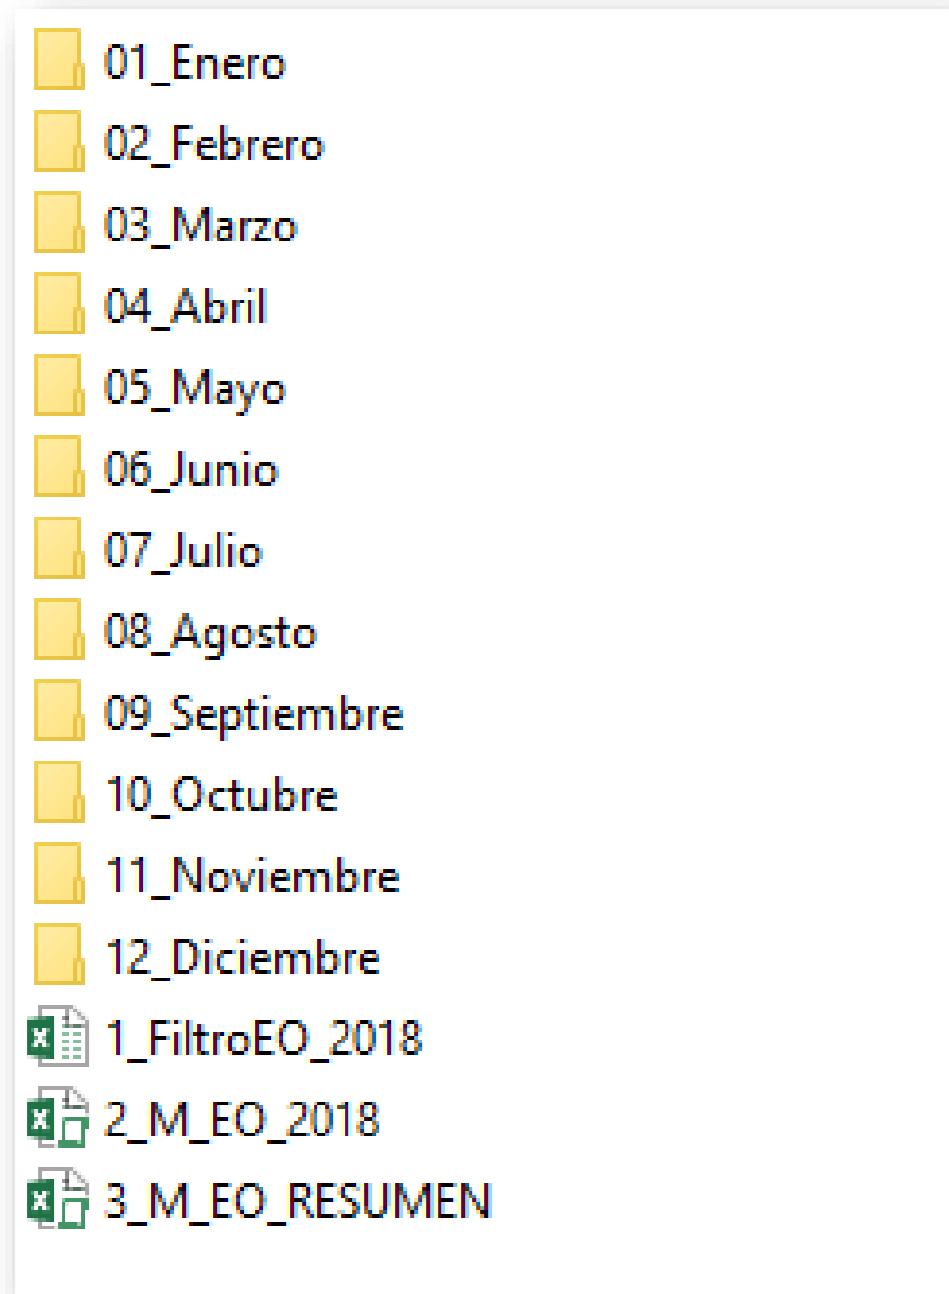 01_Enero
02_Febrero
03_Marzo
04_Abril
05_Mayo
06_Junio
07_Julio
08_Agosto
09_Septiembre
10_Octubre
11_Noviembre
12_Diciembre
1_FiltroEO_2018
2_M_EO_2018
3_M_EO_RESUMEN